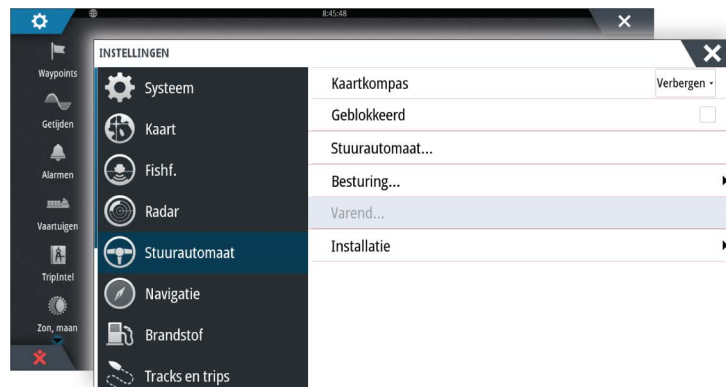 8:45:48
Waypoints
Getijden
Alarmen
Vaartuigen
TripIntel
Zon, maan
INSTELLINGEN
Systeem
Kaart
Fishf.
Radar
Stuurautomaat
Navigatie
Brandstof
Tracks en trips
Kaartkompas Verbergen
Geblokkeerd
Stuurautomaat...
Besturing...
Varend...
Installatie